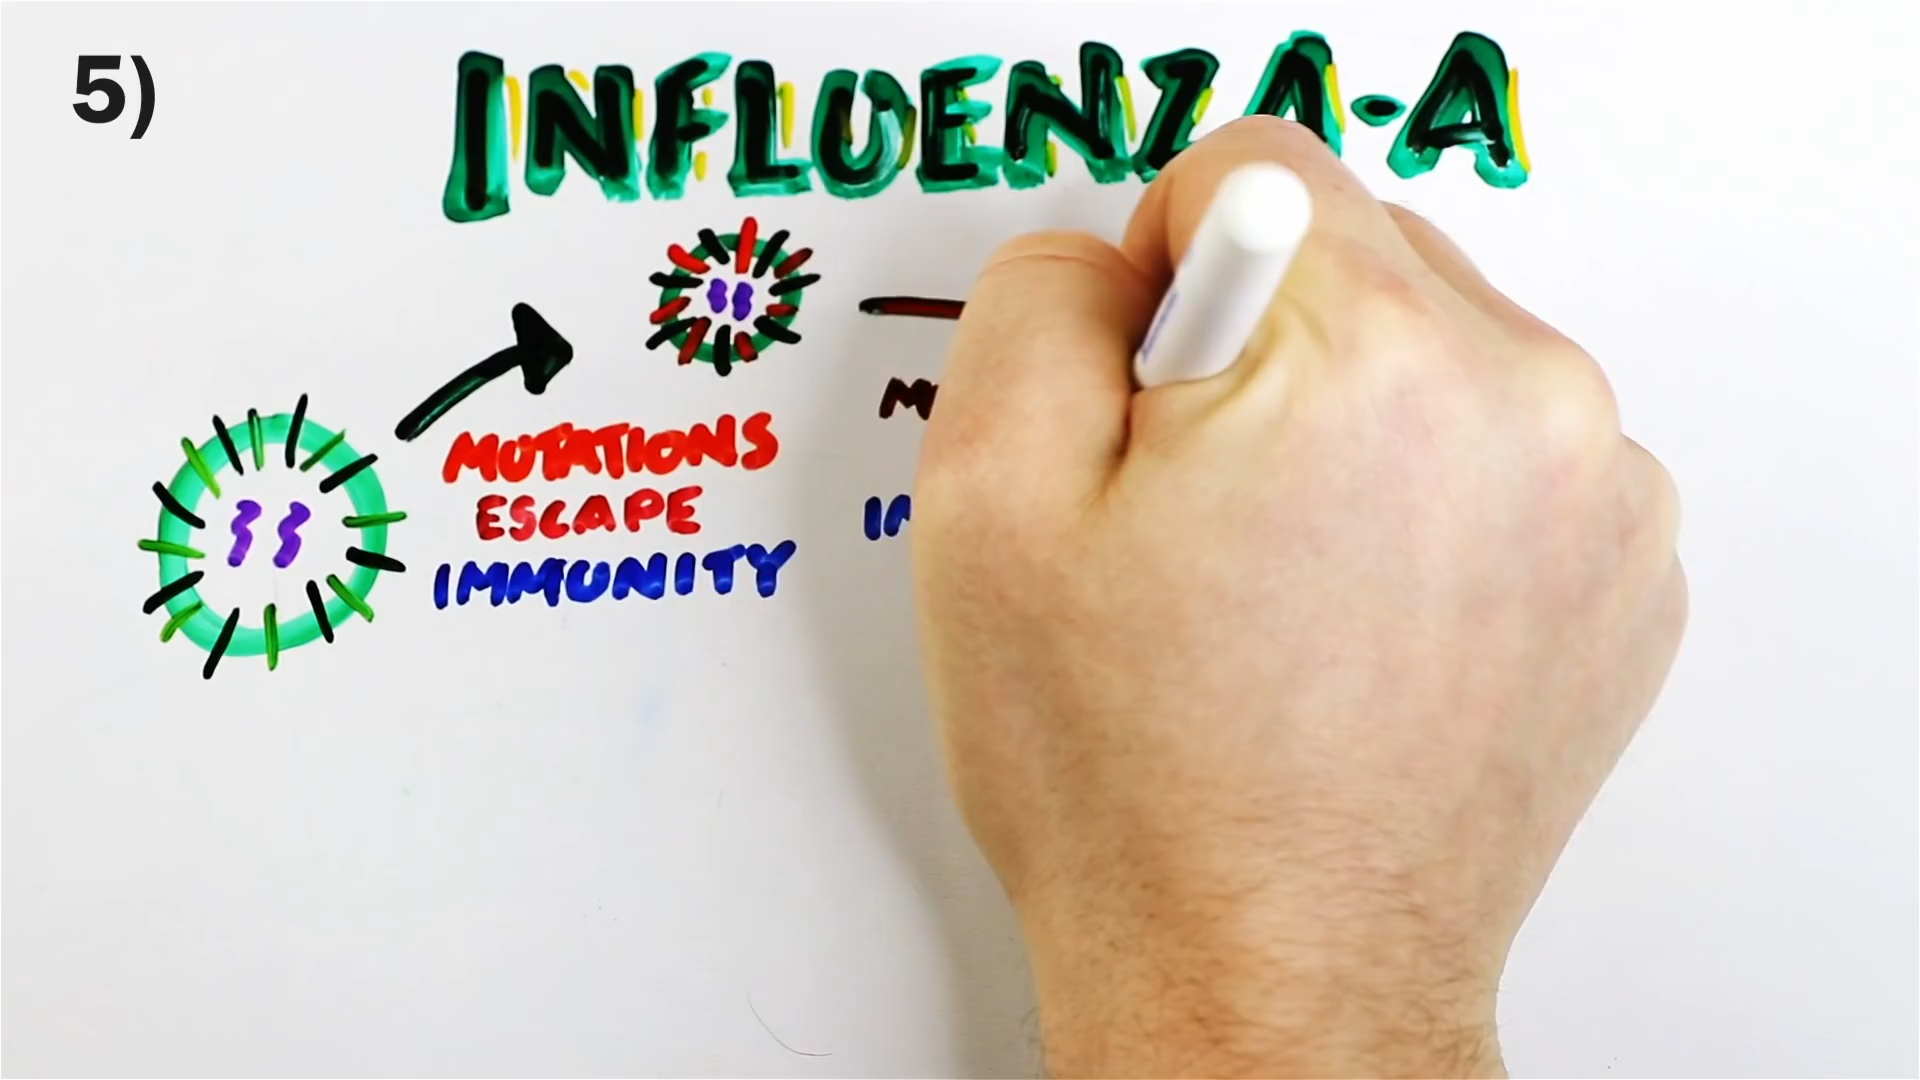 5)
INFLUENZA-A
MUTATIONS
ESCAPE
IMMUNITY